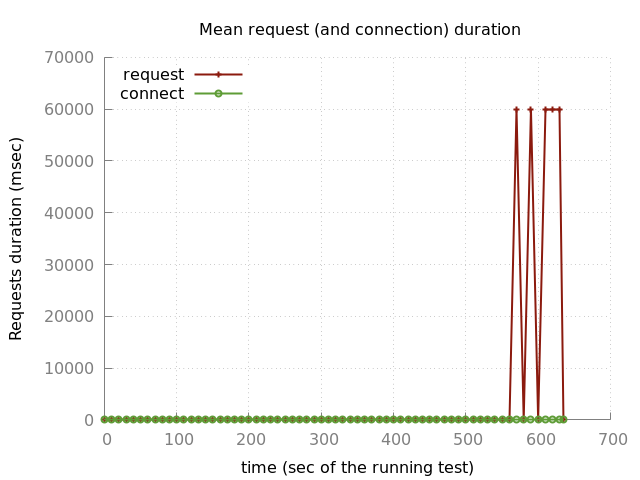 Mean request (and connection) duration
70000
60000
50000
40000
30000
20000
10000
0
request
connect
Requests duration (msec)
0 100 200 300 400 500 600 700
time (sec of the running test)